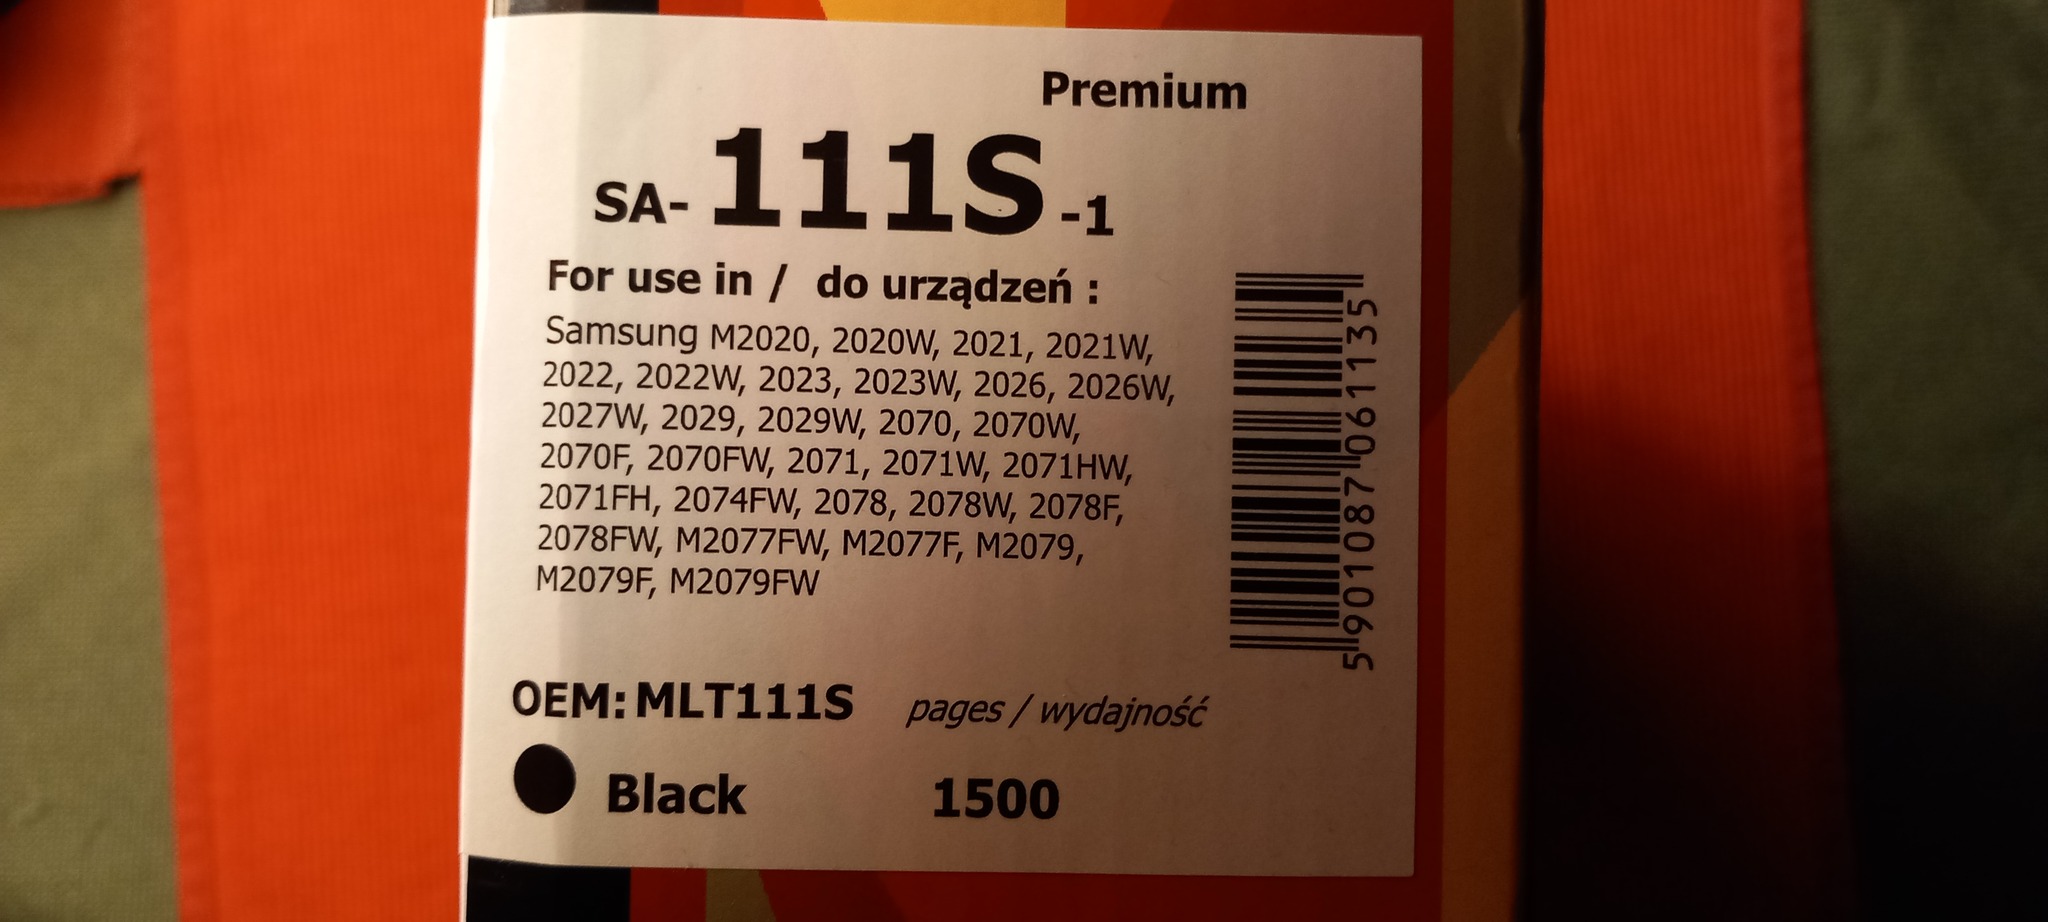 Premium
SA-111S-1
For use in / do urządzeń :
Samsung M2020, 2020W, 2021, 2021W,
2022, 2022W, 2023, 2023W, 2026, 2026W,
2027W, 2029, 2029W, 2070, 2070W,
2070F, 2070FW, 2071, 2071W, 2071HW,
2071FH, 2074FW, 2078, 2078W, 2078F,
2078FW, M2077FW, M2077F, M2079,
M2079F, M2079FW
5901087061135
OEM: MLT111S pages / wydajność
Black 1500